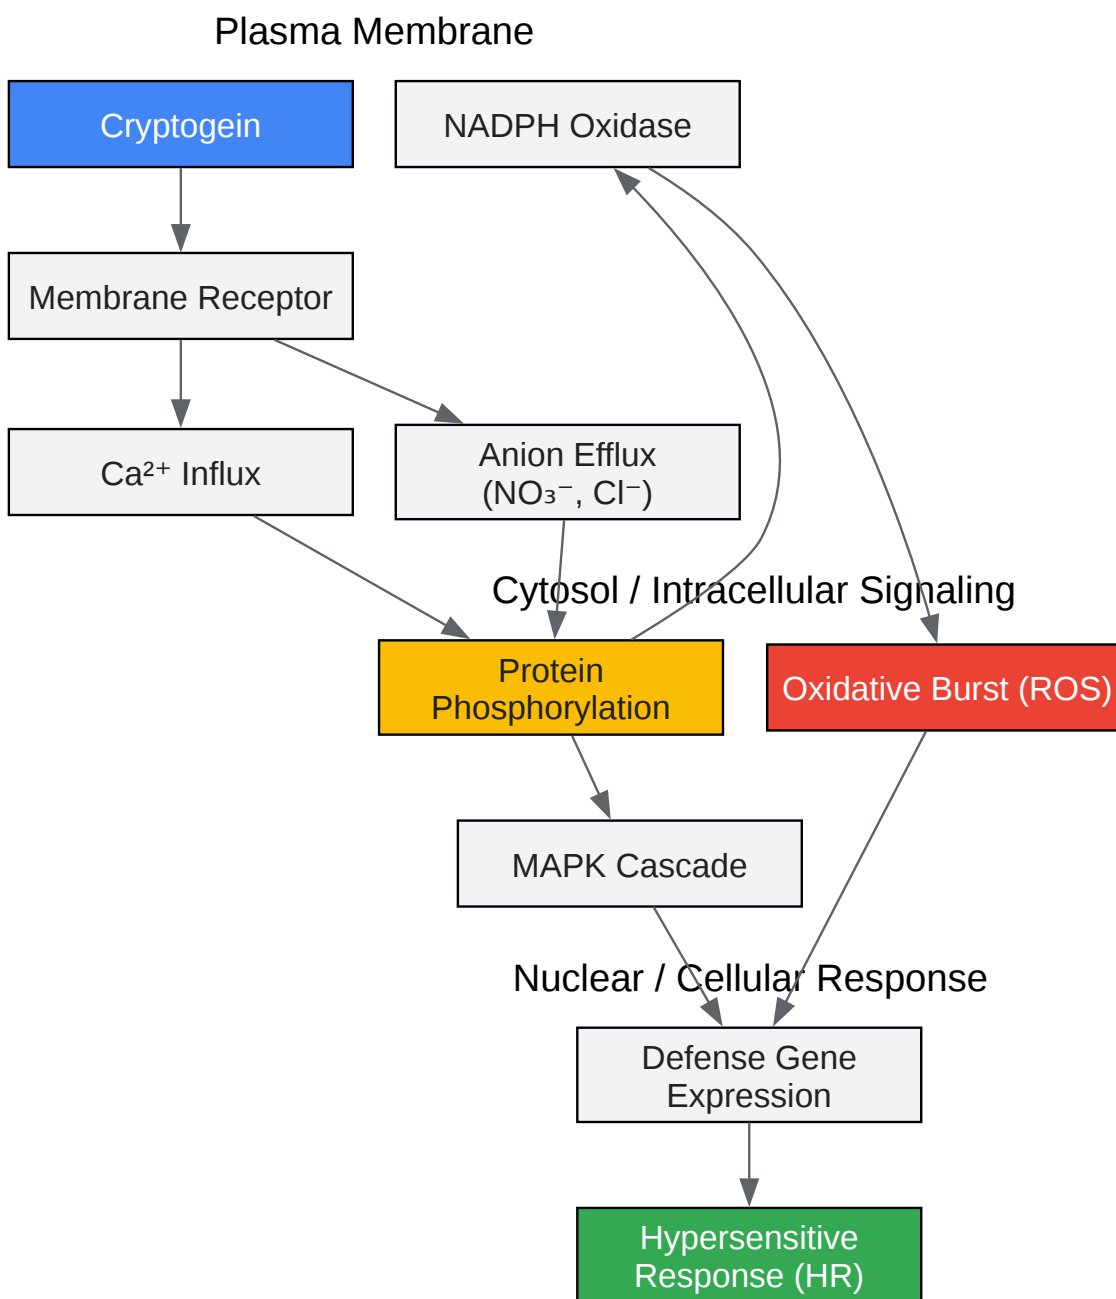 Plasma Membrane
Cryptogein
NADPH Oxidase
Membrane Receptor
Ca²⁺ Influx
Anion Efflux
(NO₃⁻, Cl⁻)
Cytosol / Intracellular Signaling
Protein
Phosphorylation
Oxidative Burst (ROS)
MAPK Cascade
Nuclear / Cellular Response
Defense Gene
Expression
Hypersensitive
Response (HR)